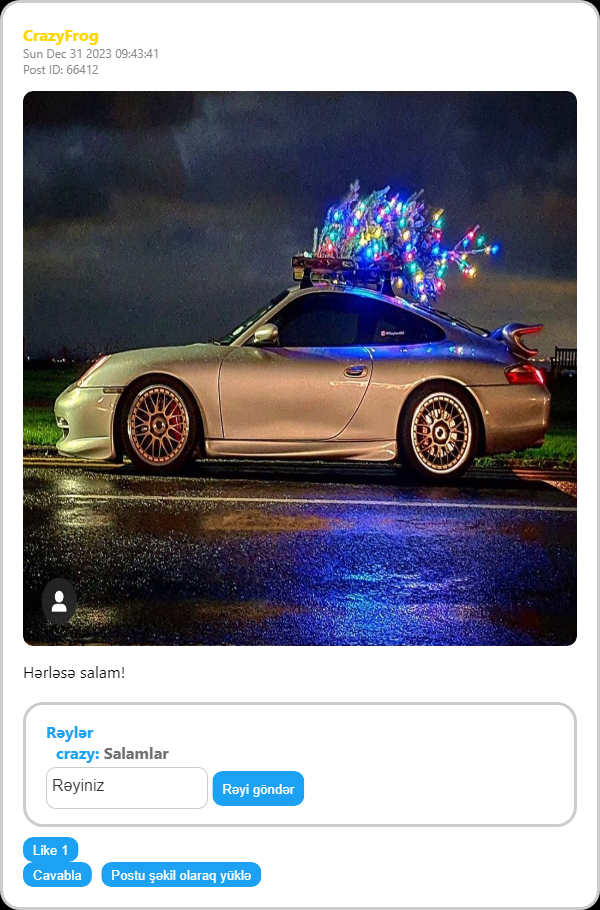 CrazyFrog
Sun Dec 31 2023 09:43:41
Post ID: 66412
Hərləsə salam!
Rəylər
crazy: Salamlar
Rəyiniz
Rəyi göndər
Like 1
Cavabla
Postu şəkil olaraq yüklə